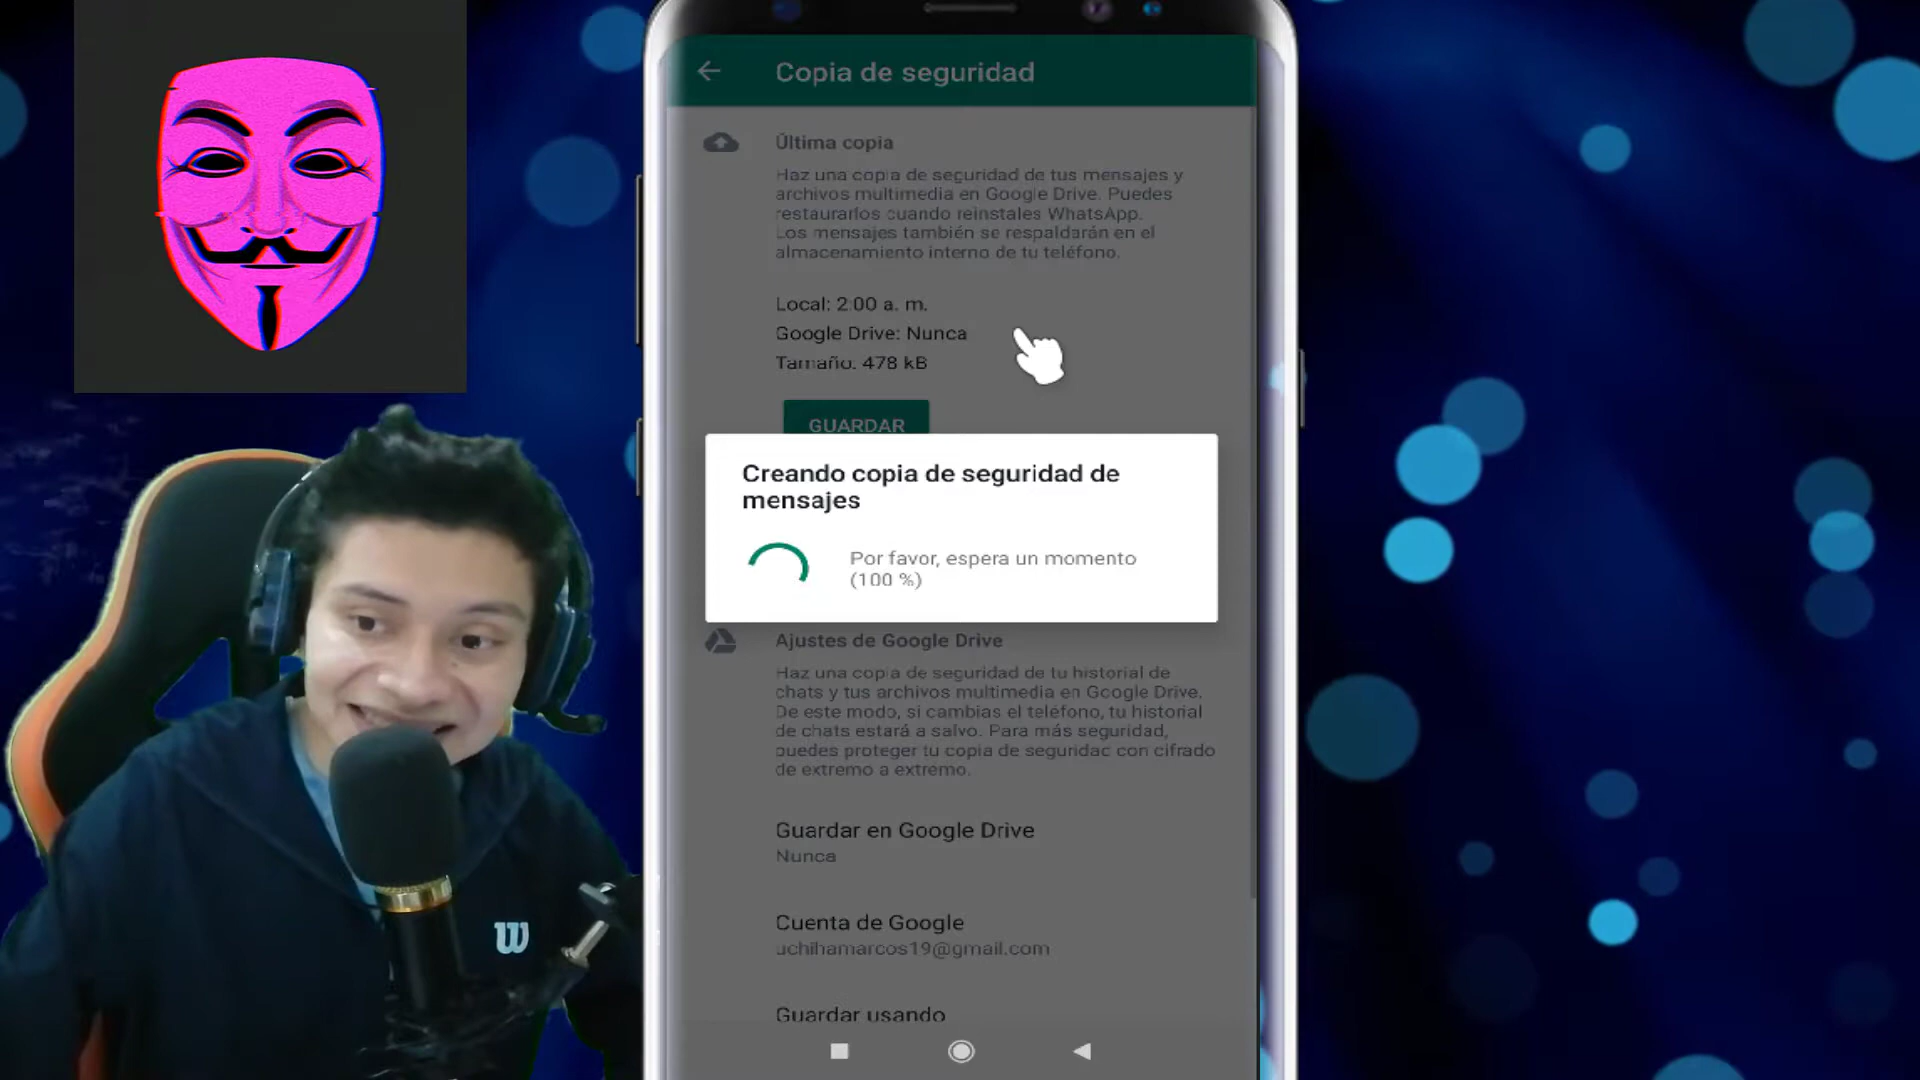 Copia de seguridad
Última copia
Haz una copia de seguridad de tus mensajes y
archivos multimedia en Google Drive. Puedes
restaurarlos cuando reinstales WhatsApp.
Los mensajes también se respaldarán en el
almacenamiento interno de tu teléfono.
Local: 2:00 a. m.
Google Drive: Nunca
Tamaño: 478 kB
GUARDAR
Creando copia de seguridad de
mensajes
Por favor, espera un momento
(100 %)
Ajustes de Google Drive
Haz una copia de seguridad de tu historial de
chats y tus archivos multimedia en Google Drive.
De este modo, si cambias el teléfono, tu historial
de chats estará a salvo. Para más seguridad,
puedes proteger tu copia de seguridad con cifrado
de extremo a extremo.
Guardar en Google Drive
Nunca
Cuenta de Google
uchihamarcos19@gmail.com
Guardar usando
W